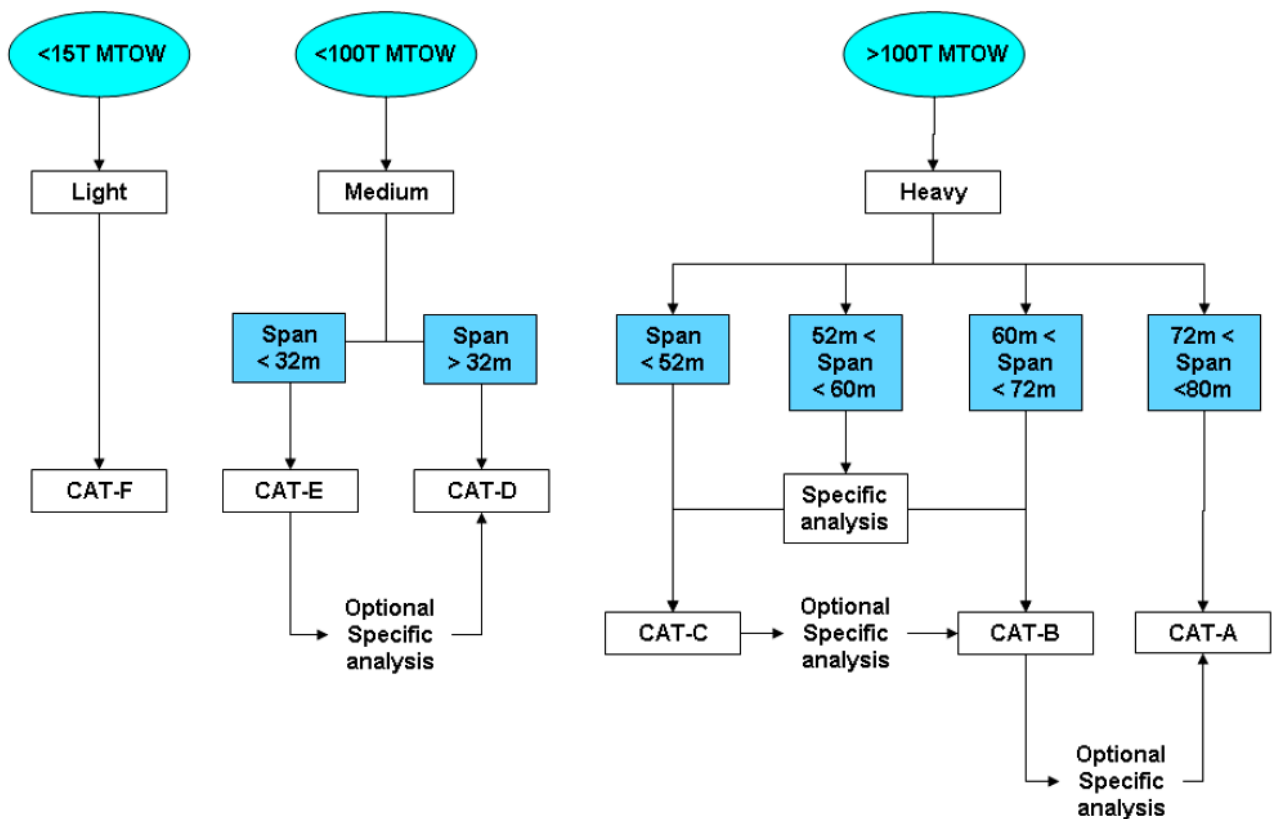 <15T MTOW
<100T MTOW
>100T MTOW
Light
Medium
Heavy
Span
< 32m
Span
> 32m
Span
< 52m
52m <
Span
< 60m
60m <
Span
< 72m
72m <
Span
<80m
CAT-F
CAT-E
CAT-D
Specific
analysis
Optional
Specific
analysis
CAT-C
Optional
Specific
analysis
CAT-B
CAT-A
Optional
Specific
analysis